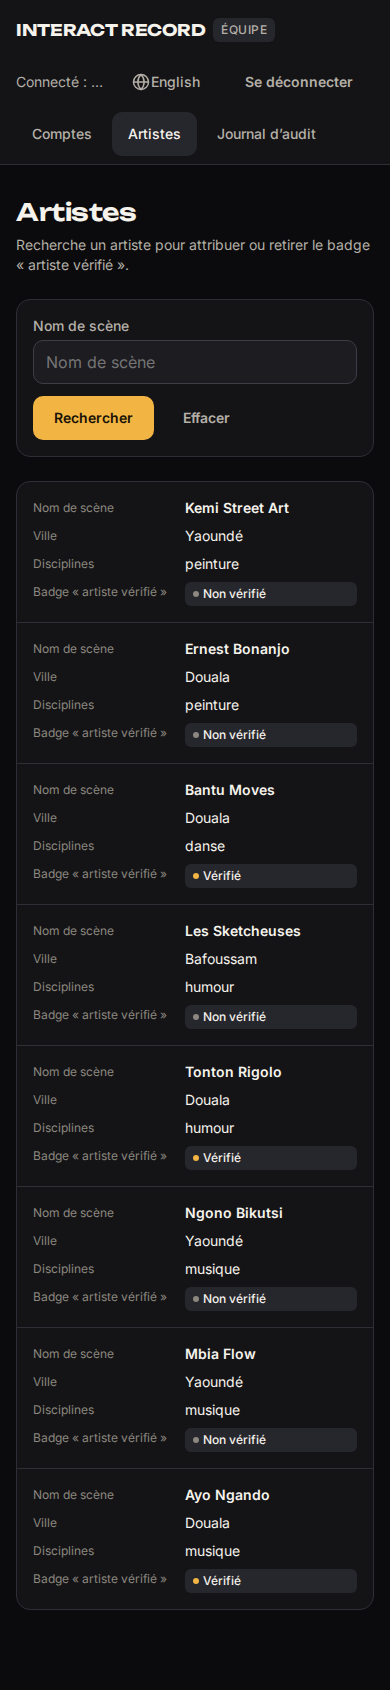 INTERACT RECORD ÉQUIPE
Connecté : ... English Se déconnecter
Comptes Artistes Journal d’audit
Artistes
Recherche un artiste pour attribuer ou retirer le badge
« artiste vérifié ».
Nom de scène
Nom de scène
Rechercher Effacer
Nom de scène Kemi Street Art
Ville Yaoundé
Disciplines peinture
Badge « artiste vérifié » Non vérifié
Nom de scène Ernest Bonanjo
Ville Douala
Disciplines peinture
Badge « artiste vérifié » Non vérifié
Nom de scène Bantu Moves
Ville Douala
Disciplines danse
Badge « artiste vérifié » Vérifié
Nom de scène Les Sketcheuses
Ville Bafoussam
Disciplines humour
Badge « artiste vérifié » Non vérifié
Nom de scène Tonton Rigolo
Ville Douala
Disciplines humour
Badge « artiste vérifié » Vérifié
Nom de scène Ngono Bikutsi
Ville Yaoundé
Disciplines musique
Badge « artiste vérifié » Non vérifié
Nom de scène Mbia Flow
Ville Yaoundé
Disciplines musique
Badge « artiste vérifié » Non vérifié
Nom de scène Ayo Ngando
Ville Douala
Disciplines musique
Badge « artiste vérifié » Vérifié